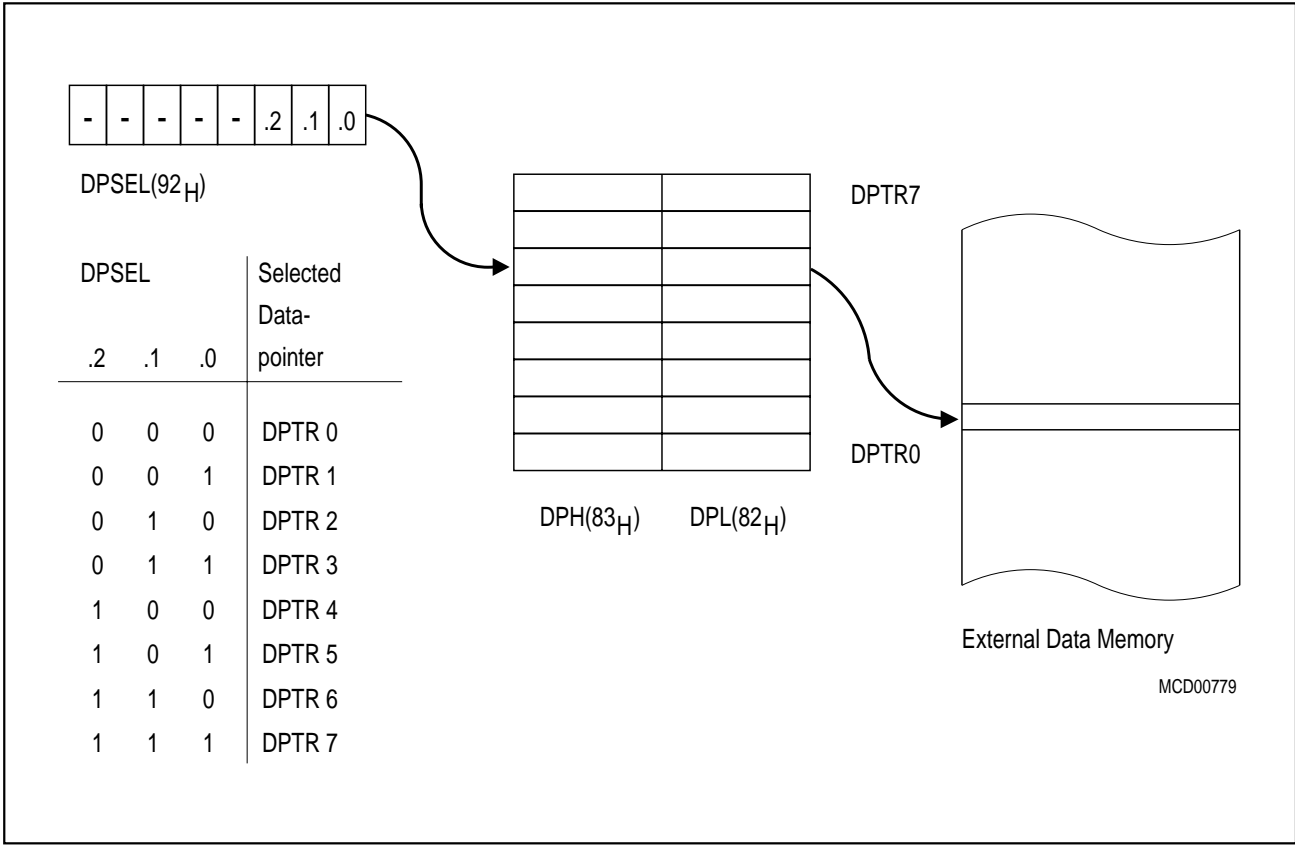 - - - - - .2 .1 .0
DPSEL(92H)
DPSEL Selected
Data-
.2 .1 .0 pointer
0 0 0 DPTR 0
0 0 1 DPTR 1
0 1 0 DPTR 2
0 1 1 DPTR 3
1 0 0 DPTR 4
1 0 1 DPTR 5
1 1 0 DPTR 6
1 1 1 DPTR 7
DPTR7
DPTR0
DPH(83H) DPL(82H)
External Data Memory
MCD00779